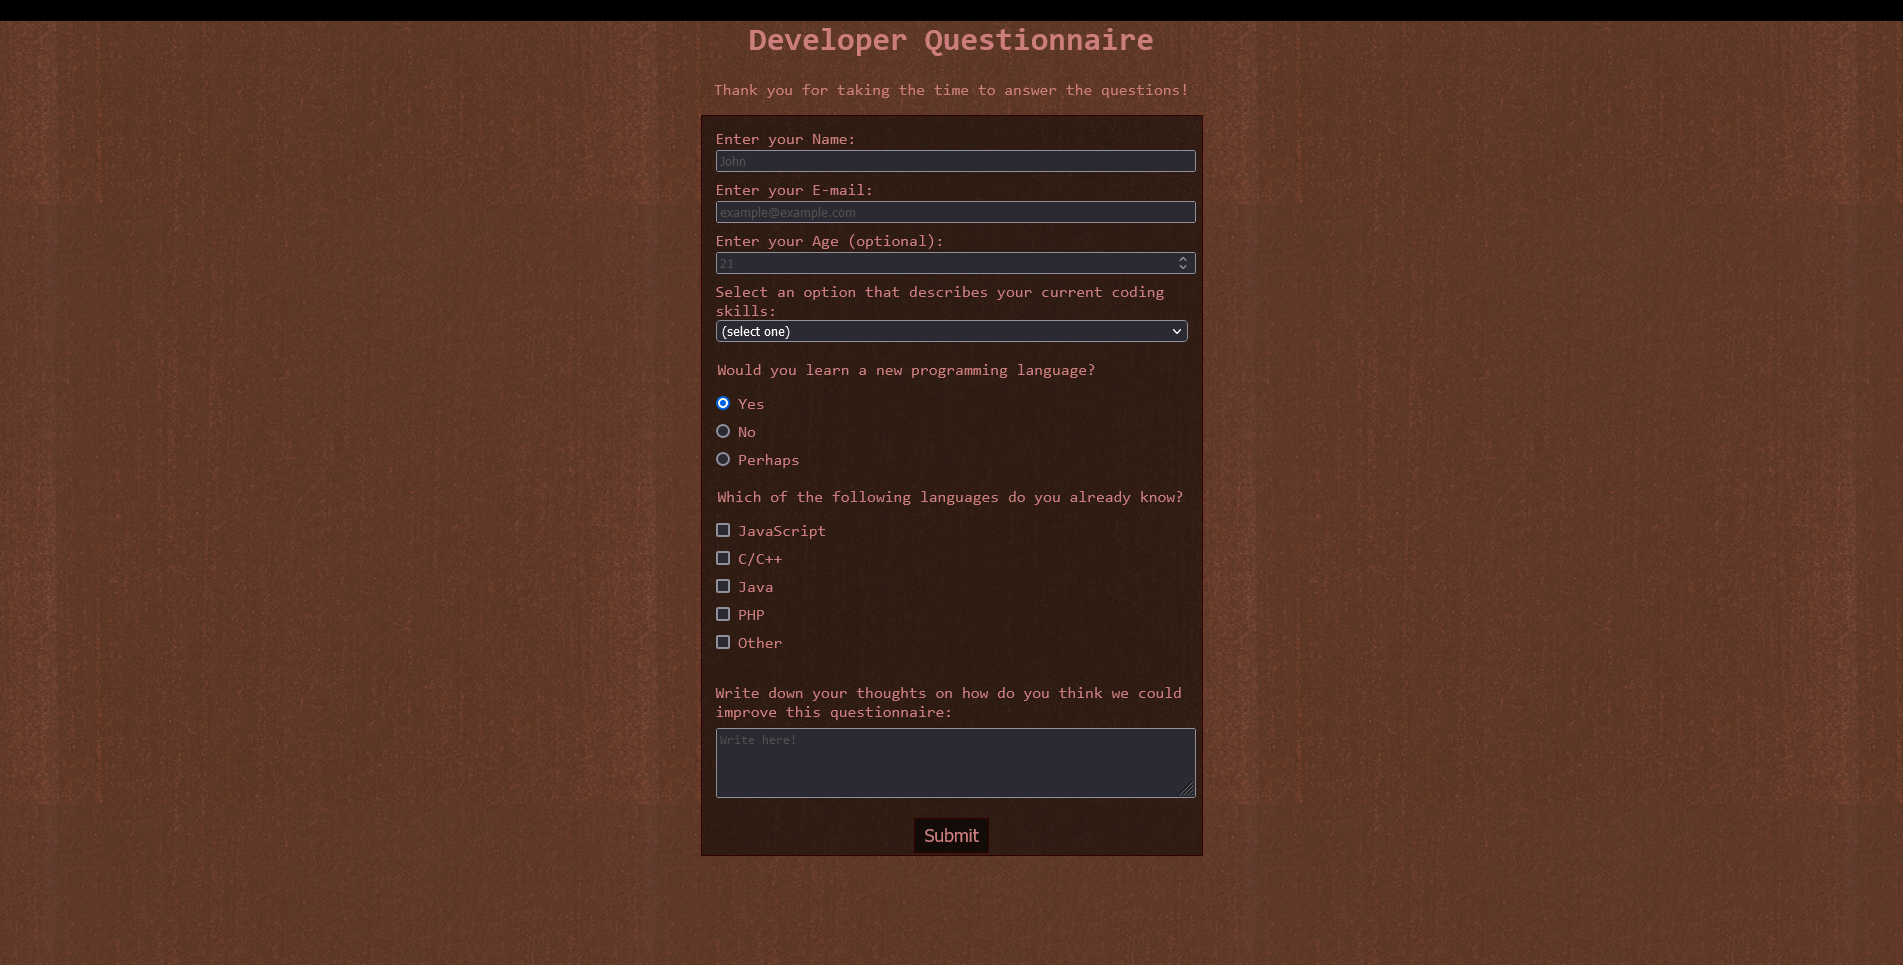 Developer Questionnaire
Thank you for taking the time to answer the questions!
Enter your Name:
John
Enter your E-mail:
example@example.com
Enter your Age (optional):
21
Select an option that describes your current coding
skills:
(select one)
Would you learn a new programming language?
Yes
No
Perhaps
Which of the following languages do you already know?
JavaScript
C/C++
Java
PHP
Other
Write down your thoughts on how do you think we could
improve this questionnaire:
Write here!
Submit